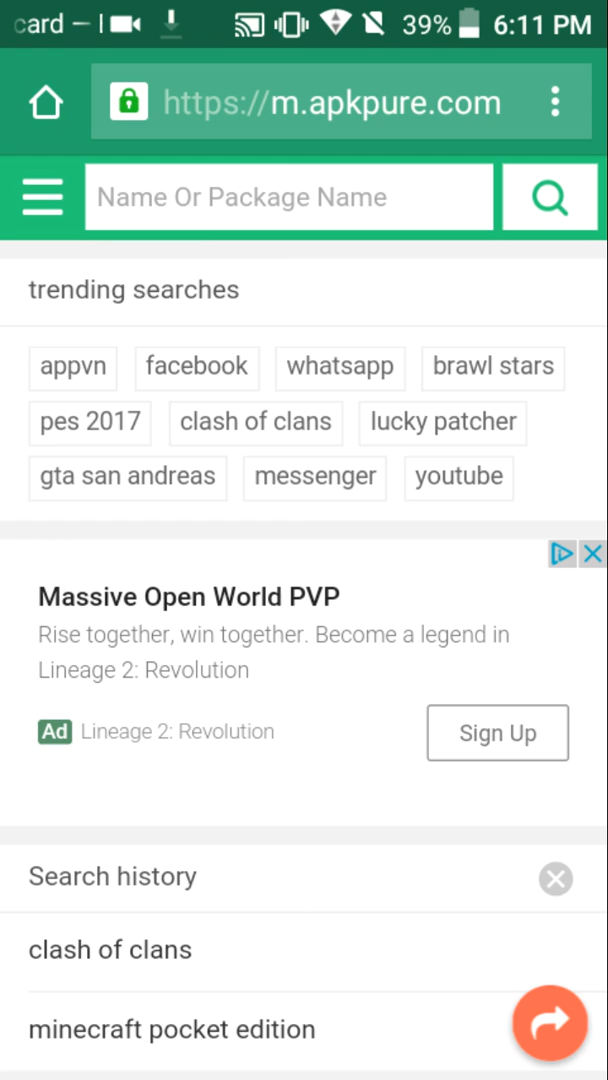 card – I 39% 6:11 PM
https://m.apkpure.com
Name Or Package Name
trending searches
appvn facebook whatsapp brawl stars
pes 2017 clash of clans lucky patcher
gta san andreas messenger youtube
Massive Open World PVP
Rise together, win together. Become a legend in
Lineage 2: Revolution
Ad Lineage 2: Revolution Sign Up
Search history
clash of clans
minecraft pocket edition